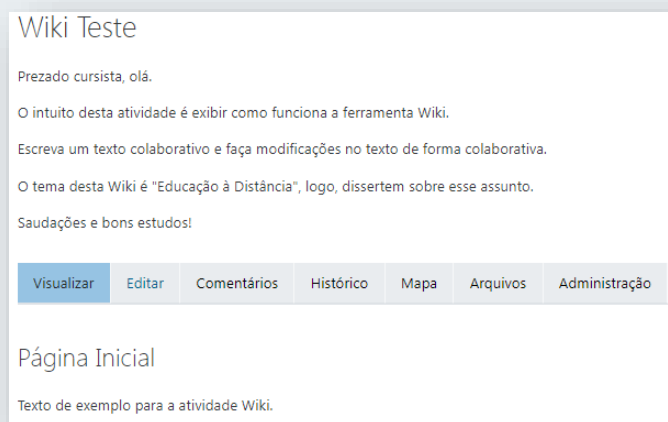 Wiki Teste
Prezado cursista, olá.
O intuito desta atividade é exibir como funciona a ferramenta Wiki.
Escreva um texto colaborativo e faça modificações no texto de forma colaborativa.
O tema desta Wiki é "Educação à Distância", logo, dissertem sobre esse assunto.
Saudações e bons estudos!
Visualizar Editar Comentários Histórico Mapa Arquivos Administração
Página Inicial
Texto de exemplo para a atividade Wiki.